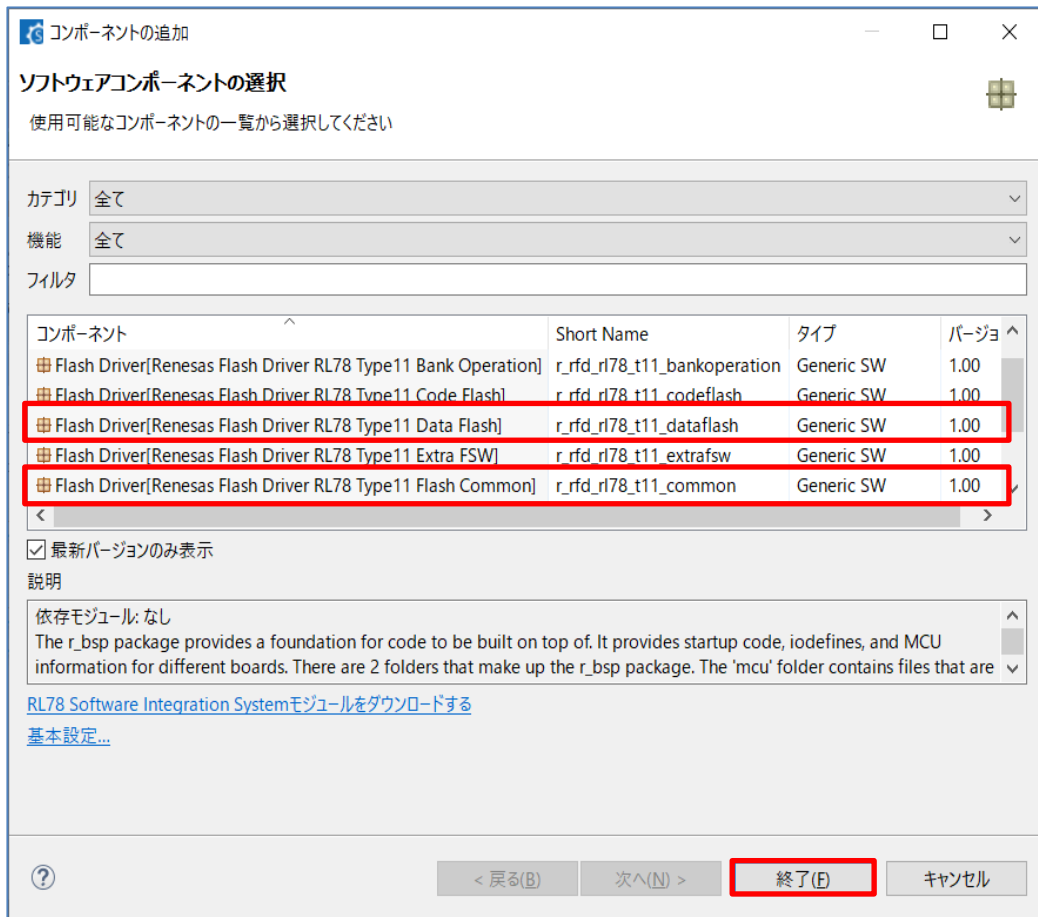 コンポーネントの追加
ソフトウェアコンポーネントの選択
使用可能なコンポーネントの一覧から選択してください
カテゴリ 全て
機能 全て
フィルタ
コンポーネント Short Name タイプ バージョ
Flash Driver[Renesas Flash Driver RL78 Type11 Bank Operation] r_rfd_rl78_t11_bankoperation Generic SW 1.00
Flash Driver[Renesas Flash Driver RL78 Type11 Code Flash] r_rfd_rl78_t11_codeflash Generic SW 1.00
Flash Driver[Renesas Flash Driver RL78 Type11 Data Flash] r_rfd_rl78_t11_dataflash Generic SW 1.00
Flash Driver[Renesas Flash Driver RL78 Type11 Extra FSW] r_rfd_rl78_t11_extrafsw Generic SW 1.00
Flash Driver[Renesas Flash Driver RL78 Type11 Flash Common] r_rfd_rl78_t11_common Generic SW 1.00
最新バージョンのみ表示
説明
依存モジュール: なし
The r_bsp package provides a foundation for code to be built on top of. It provides startup code, iodefines, and MCU
information for different boards. There are 2 folders that make up the r_bsp package. The 'mcu' folder contains files that are
RL78 Software Integration Systemモジュールをダウンロードする
基本設定...
< 戻る(B) 次へ(N) > 終了(F) キャンセル